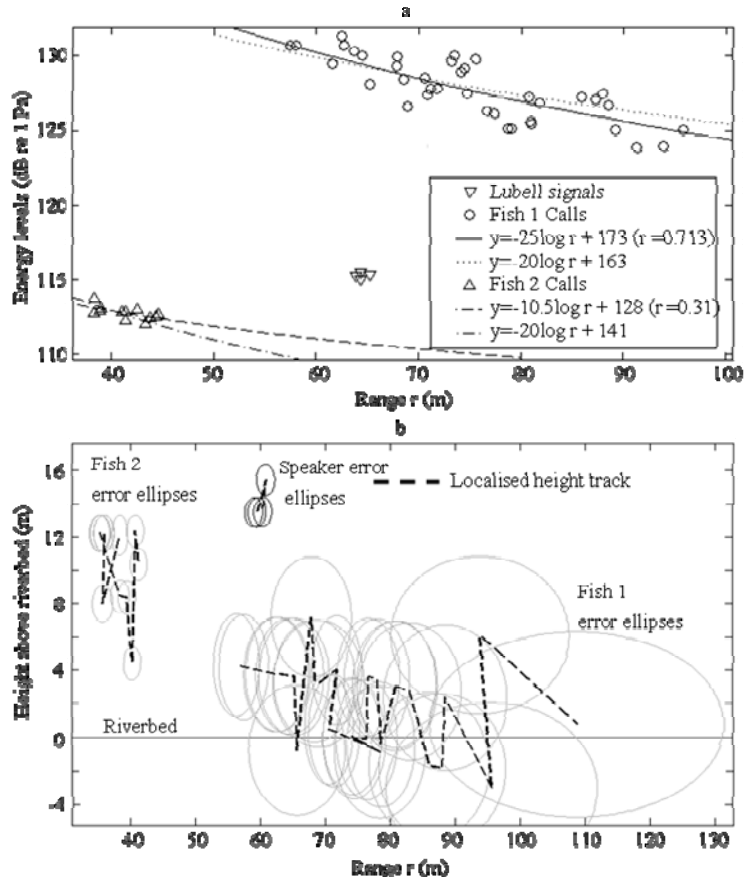 a
Energy levels (dB re 1 Pa)
130
125
120
115
110
Lubell signals
Fish 1 Calls
y=-25log r + 173 (r=0.713)
y=-20log r + 163
Fish 2 Calls
y=-10.5log r + 128 (r=0.31)
y=-20log r + 141
40 50 60 70 80 90 100
Range r (m)
b
Height above riverbed (m)
16
12
8
4
0
-4
Fish 2
error ellipses
Speaker error
ellipses
Localised height track
Fish 1
error ellipses
Riverbed
40 50 60 70 80 90 100 110 120 130
Range r (m)